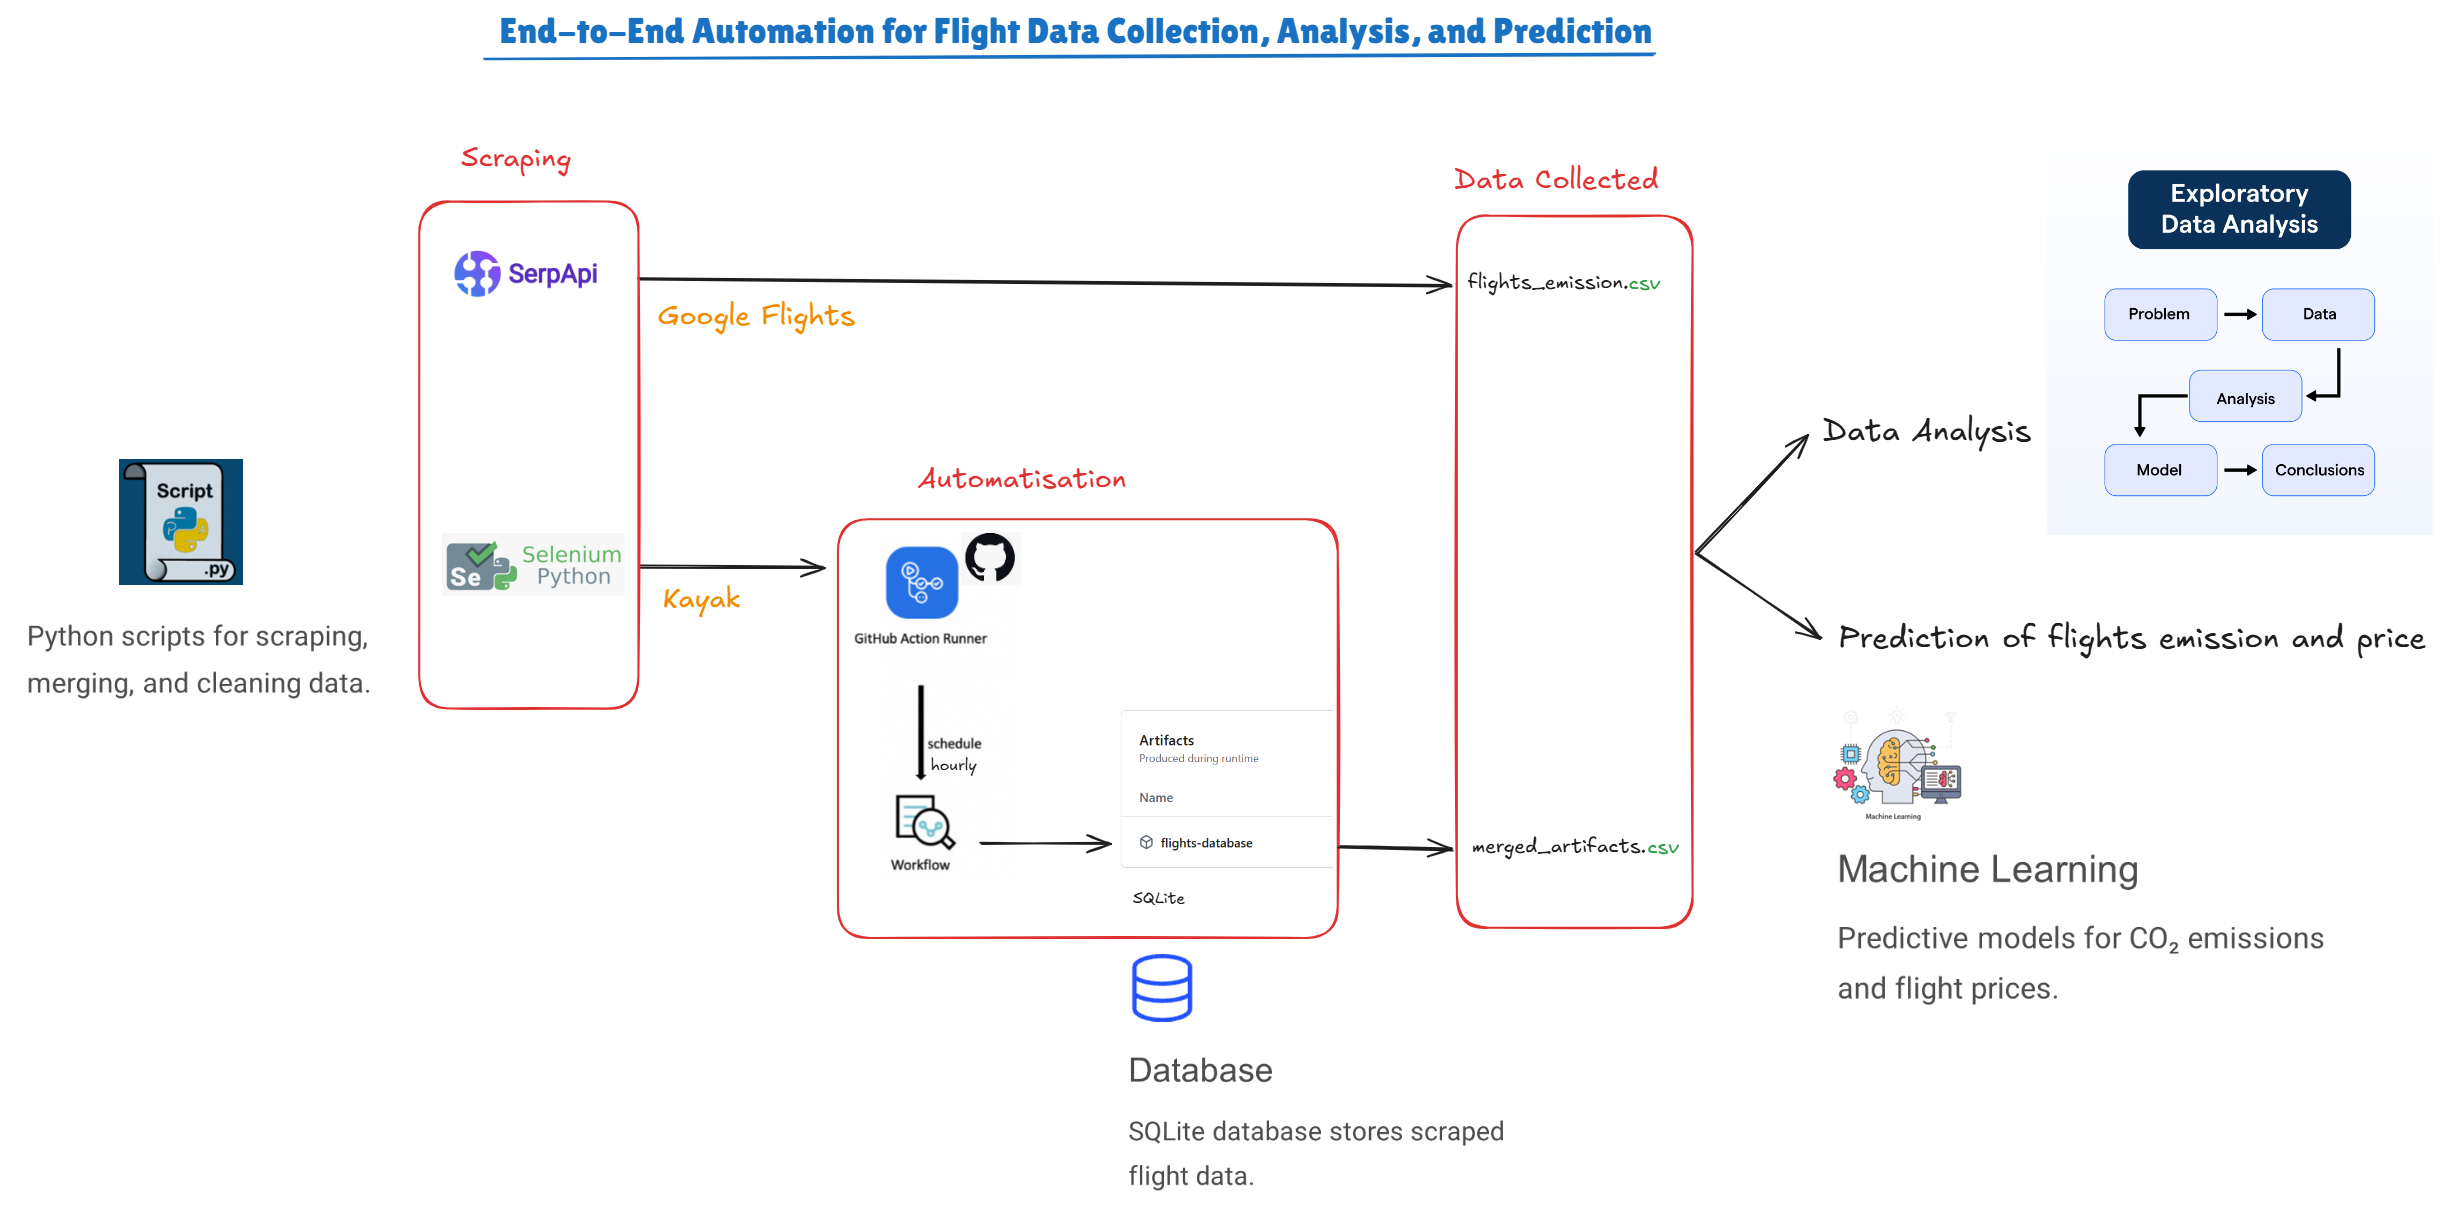 End-to-End Automation for Flight Data Collection, Analysis, and Prediction
Scraping
SerpApi
Google Flights
Selenium
Python
Se
Kayak
Script
.py
Python scripts for scraping,
merging, and cleaning data.
Automatisation
GitHub Action Runner
schedule
hourly
Workflow
Artifacts
Produced during runtime
Name
flights-database
SQLite
Database
SQLite database stores scraped
flight data.
Data Collected
flights_emission.csv
merged_artifacts.csv
Data Analysis
Exploratory
Data Analysis
Problem
Data
Analysis
Model
Conclusions
Prediction of flights emission and price
Machine Learning
Machine Learning
Predictive models for CO₂ emissions
and flight prices.